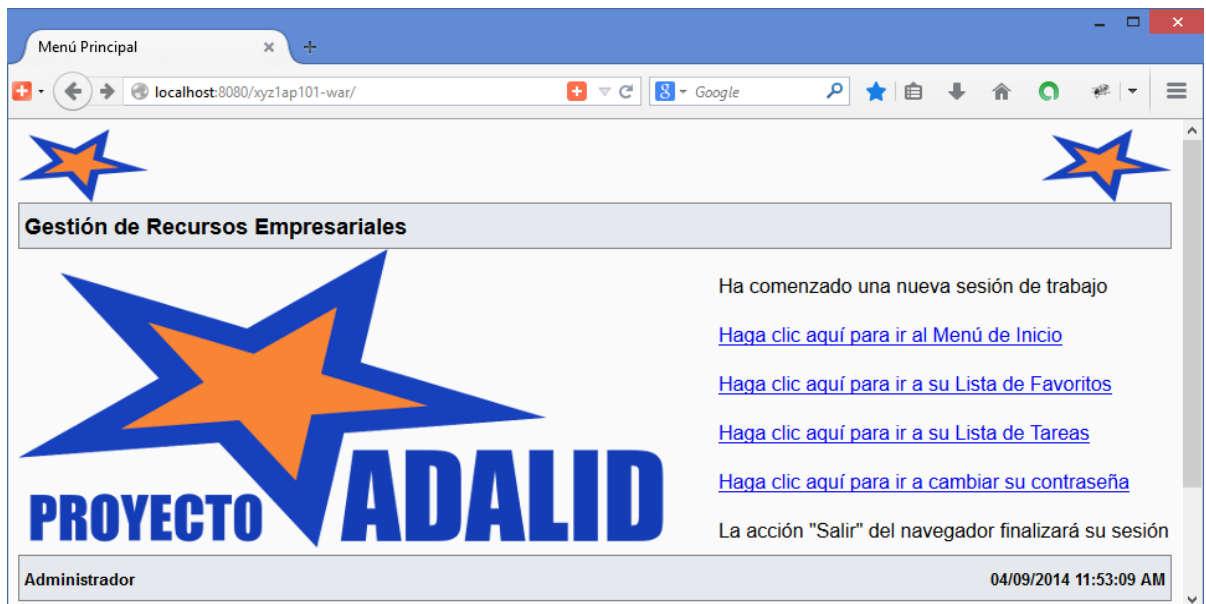 Menú Principal
localhost:8080/xyz1ap101-war/
Google
Gestión de Recursos Empresariales
Ha comenzado una nueva sesión de trabajo
Haga clic aquí para ir al Menú de Inicio
Haga clic aquí para ir a su Lista de Favoritos
Haga clic aquí para ir a su Lista de Tareas
Haga clic aquí para ir a cambiar su contraseña
La acción "Salir" del navegador finalizará su sesión
PROYECTO ADALID
Administrador 04/09/2014 11:53:09 AM